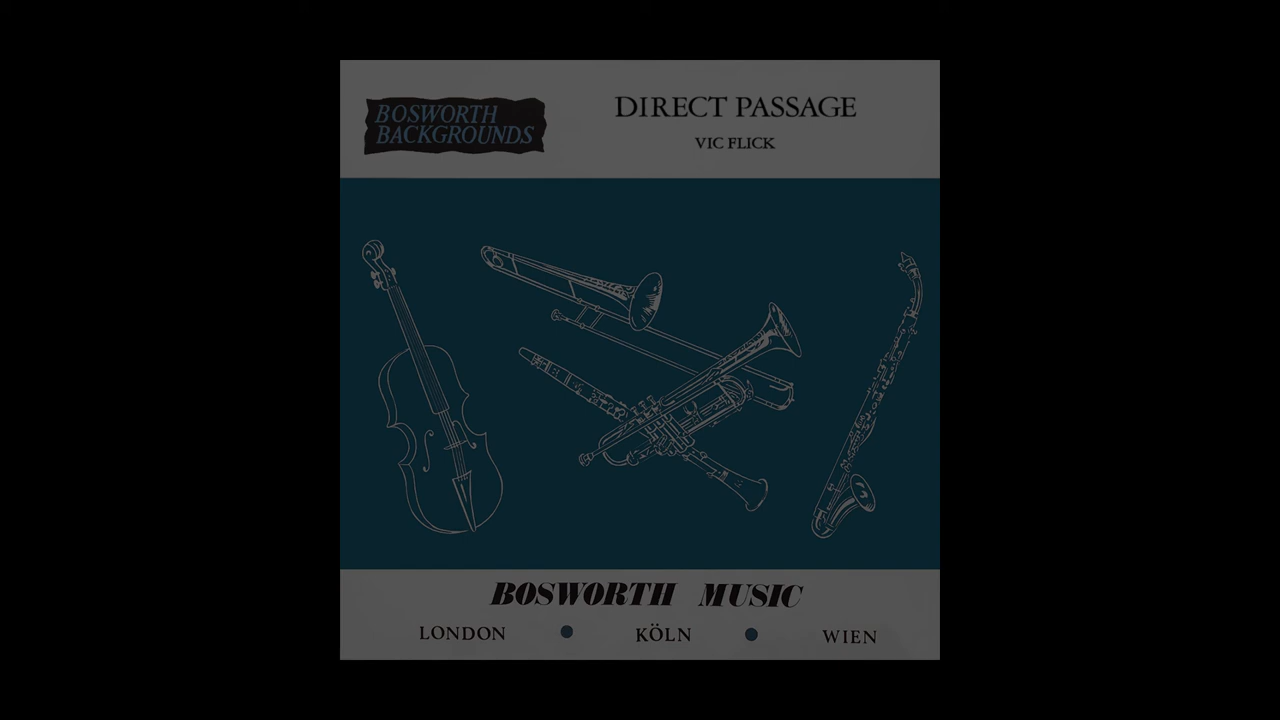 BOSWORTH
BACKGROUNDS
DIRECT PASSAGE
VIC FLICK
BOSWORTH MUSIC
LONDON • KÖLN • WIEN